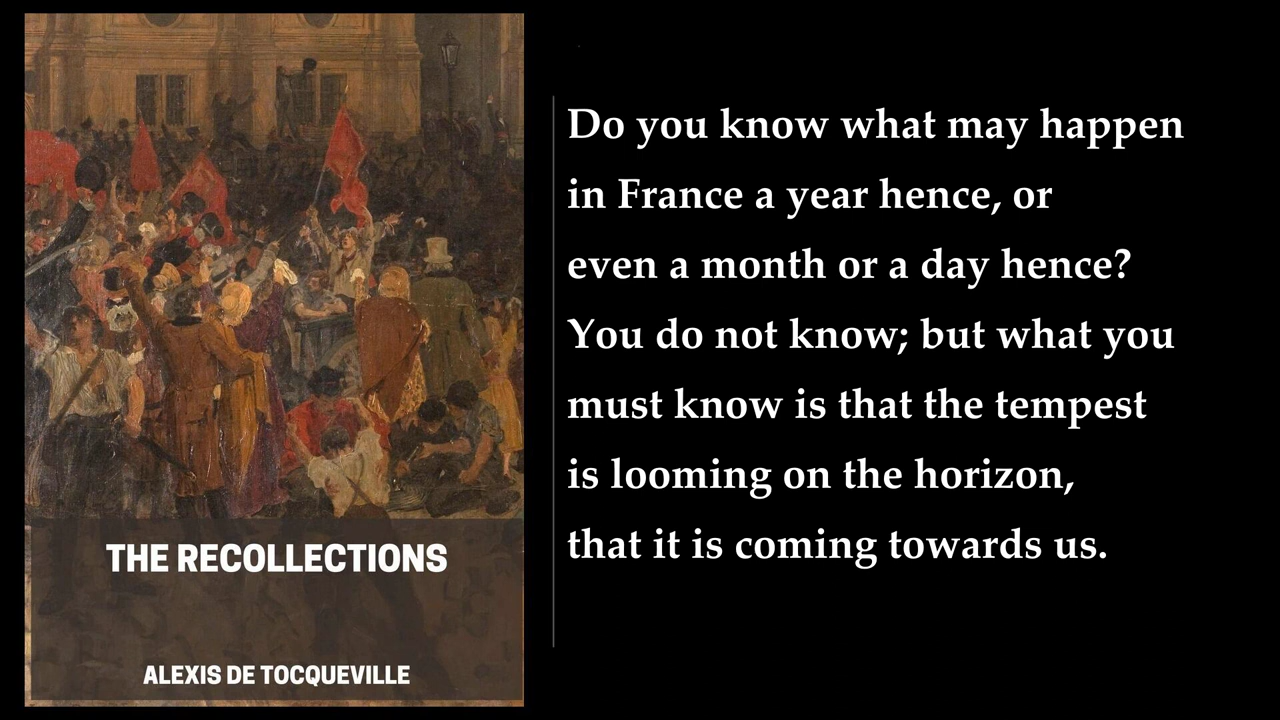 THE RECOLLECTIONS
ALEXIS DE TOCQUEVILLE
Do you know what may happen
in France a year hence, or
even a month or a day hence?
You do not know; but what you
must know is that the tempest
is looming on the horizon,
that it is coming towards us.